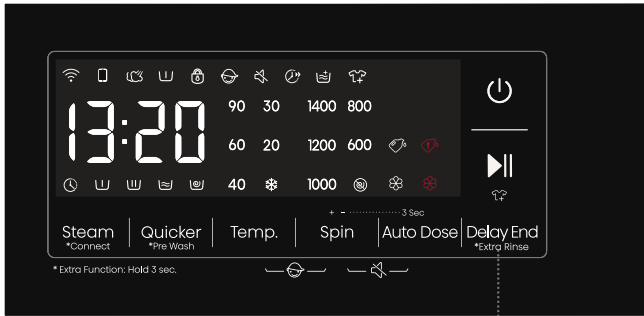 90 30 1400 800
13:20
60 20 1200 600
40 1000
+ - 3 Sec
Steam Quicker Temp. Spin Auto Dose Delay End
*Connect *Pre Wash *Extra Rinse
* Extra Function: Hold 3 sec.